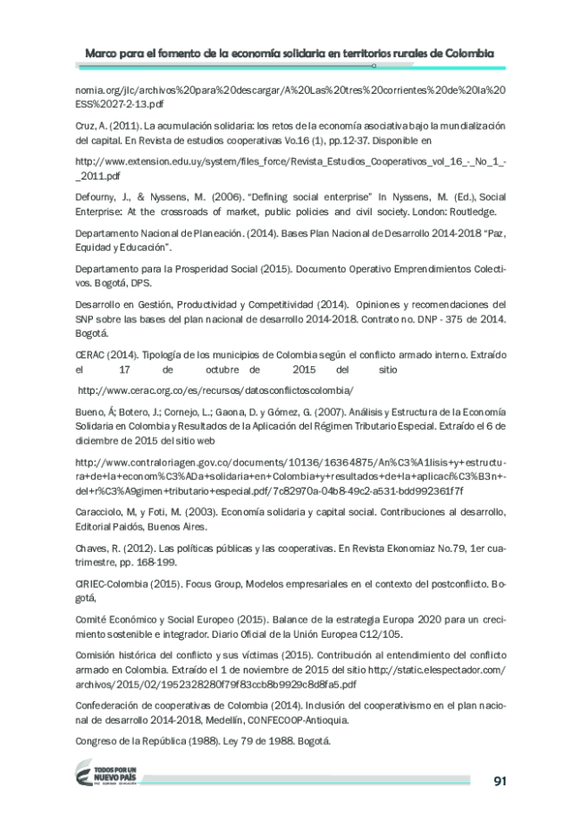 Marco para el fomento de la economía solidaria en territorios rurales de Colombia
nomia.org/jlc/archivos%20para%20descargar/A%20Las%20tres%20corrientes%20de%20la%20
ESS%2027-2-13.pdf
Cruz, A. (2011). La acumulación solidaria: los retos de la economía asociativa bajo la mundialización
del capital. En Revista de estudios cooperativas Vo.16 (1), pp.12-37. Disponible en
http://www.extension.edu.uy/system/files_force/Revista_Estudios_Cooperativos_vol_16_-_No_1_-
_2011.pdf
Defourny, J., & Nyssens, M. (2006). “Defining social enterprise” In Nyssens, M. (Ed.), Social
Enterprise: At the crossroads of market, public policies and civil society. London: Routledge.
Departamento Nacional de Planeación. (2014). Bases Plan Nacional de Desarrollo 2014-2018 “Paz,
Equidad y Educación”.
Departamento para la Prosperidad Social (2015). Documento Operativo Emprendimientos Colecti-
vos. Bogotá, DPS.
Desarrollo en Gestión, Productividad y Competitividad (2014). Opiniones y recomendaciones del
SNP sobre las bases del plan nacional de desarrollo 2014-2018. Contrato no. DNP - 375 de 2014.
Bogotá.
CERAC (2014). Tipología de los municipios de Colombia según el conflicto armado interno. Extraído
el 17 de octubre de 2015 del sitio
http://www.cerac.org.co/es/recursos/datosconflictoscolombia/
Bueno, Á; Botero, J.; Cornejo, L.; Gaona, D. y Gómez, G. (2007). Análisis y Estructura de la Economía
Solidaria en Colombia y Resultados de la Aplicación del Régimen Tributario Especial. Extraído el 6 de
diciembre de 2015 del sitio web
http://www.contraloriagen.gov.co/documents/10136/16364875/An%C3%A1lisis+y+estructu-
ra+de+la+econom%C3%ADa+solidaria+en+Colombia+y+resultados+de+la+aplicaci%C3%B3n+-
del+r%C3%A9gimen+tributario+especial.pdf/7c82970a-04b8-49c2-a531-bdd992361f7f
Caracciolo, M, y Foti, M. (2003). Economía solidaria y capital social. Contribuciones al desarrollo,
Editorial Paidós, Buenos Aires.
Chaves, R. (2012). Las políticas públicas y las cooperativas. En Revista Ekonomiaz No.79, 1er cua-
trimestre, pp. 168-199.
CIRIEC-Colombia (2015). Focus Group, Modelos empresariales en el contexto del postconflicto. Bo-
gotá,
Comité Económico y Social Europeo (2015). Balance de la estrategia Europa 2020 para un creci-
miento sostenible e integrador. Diario Oficial de la Unión Europea C12/105.
Comisión histórica del conflicto y sus víctimas (2015). Contribución al entendimiento del conflicto
armado en Colombia. Extraído el 1 de noviembre de 2015 del sitio http://static.elespectador.com/
archivos/2015/02/1952328280f79f83ccb8b9929c8d8fa5.pdf
Confederación de cooperativas de Colombia (2014). Inclusión del cooperativismo en el plan nacio-
nal de desarrollo 2014-2018, Medellín, CONFECOOP-Antioquia.
Congreso de la República (1988). Ley 79 de 1988. Bogotá.
TODOS POR UN
NUEVO PAÍS
PAZ EQUIDAD EDUCACIÓN
91